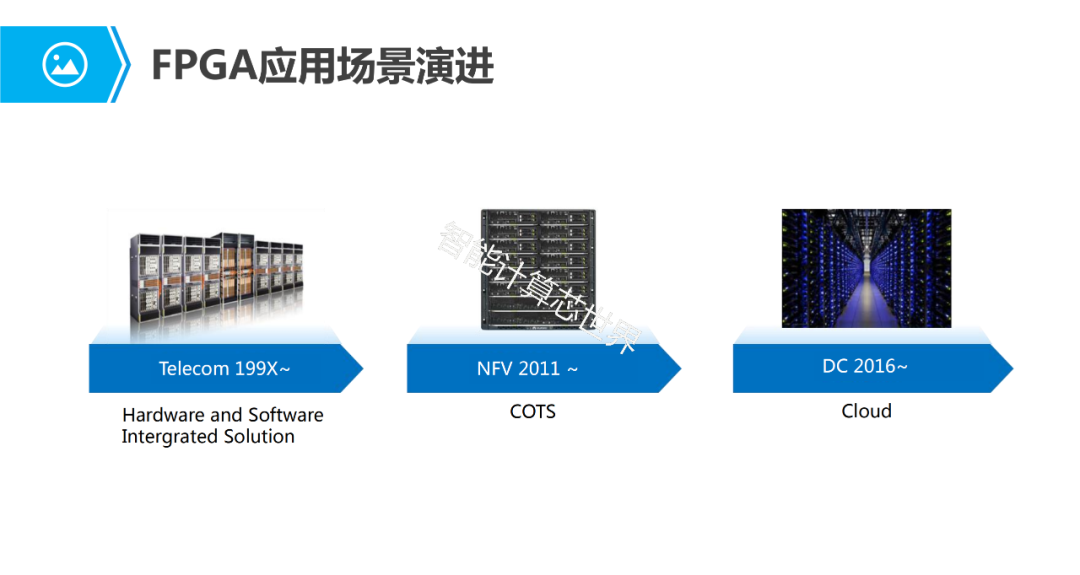 FPGA应用场景演进
智能计算芯世界
Telecom 199X~
NFV 2011 ~
DC 2016~
Hardware and Software
Intergrated Solution
COTS
Cloud